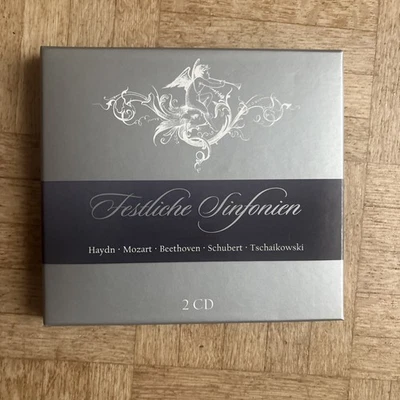 Festliche Sinfonien
Haydn · Mozart · Beethoven · Schubert · Tschaikowski
2 CD